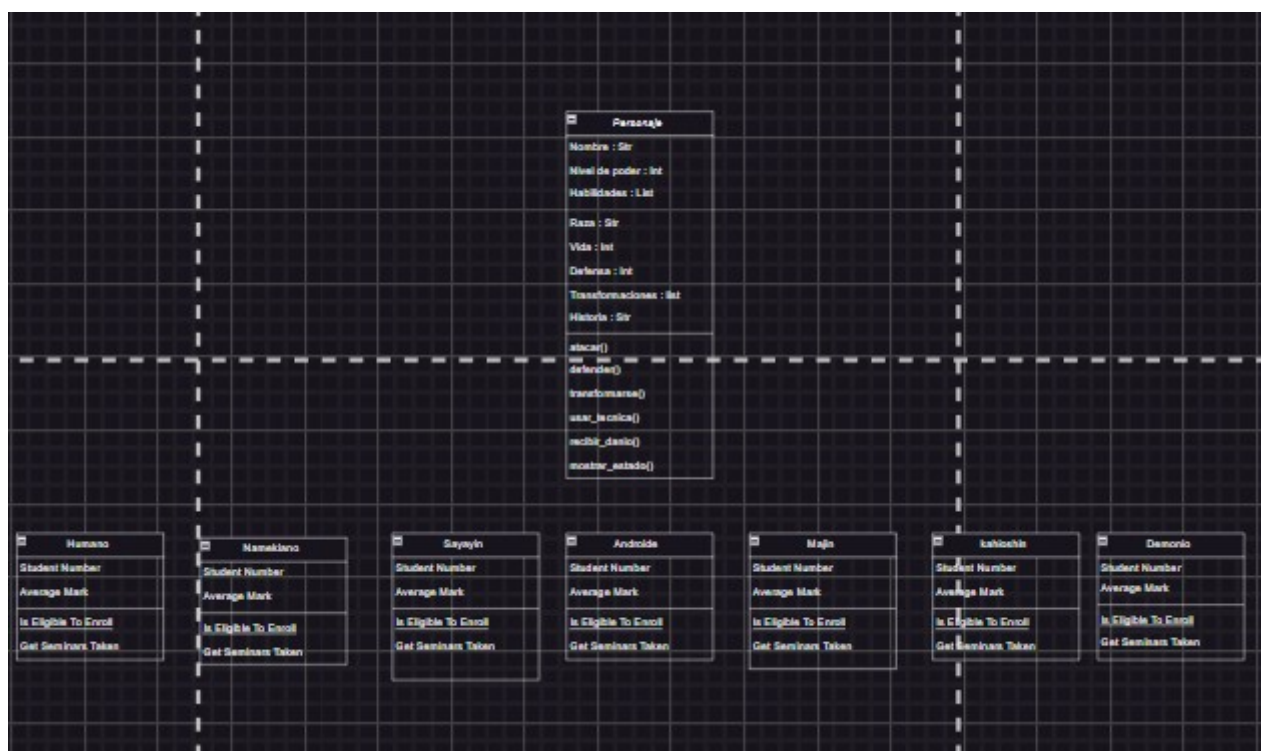 Personaje
Nombre : Str
Nivel de poder : Int
Habilidades : List
Raza : Str
Vida : Int
Defensa : Int
Transformaciones : list
Historia : Str
atacar()
defender()
transformarse()
usar_tecnica()
recibir_danio()
mostrar_estado()
Humano
Student Number
Average Mark
Is Eligible To Enroll
Get Seminars Taken
Namekiano
Student Number
Average Mark
Is Eligible To Enroll
Get Seminars Taken
Sayayin
Student Number
Average Mark
Is Eligible To Enroll
Get Seminars Taken
Androide
Student Number
Average Mark
Is Eligible To Enroll
Get Seminars Taken
Majin
Student Number
Average Mark
Is Eligible To Enroll
Get Seminars Taken
kahioshin
Student Number
Average Mark
Is Eligible To Enroll
Get Seminars Taken
Demonio
Student Number
Average Mark
Is Eligible To Enroll
Get Seminars Taken